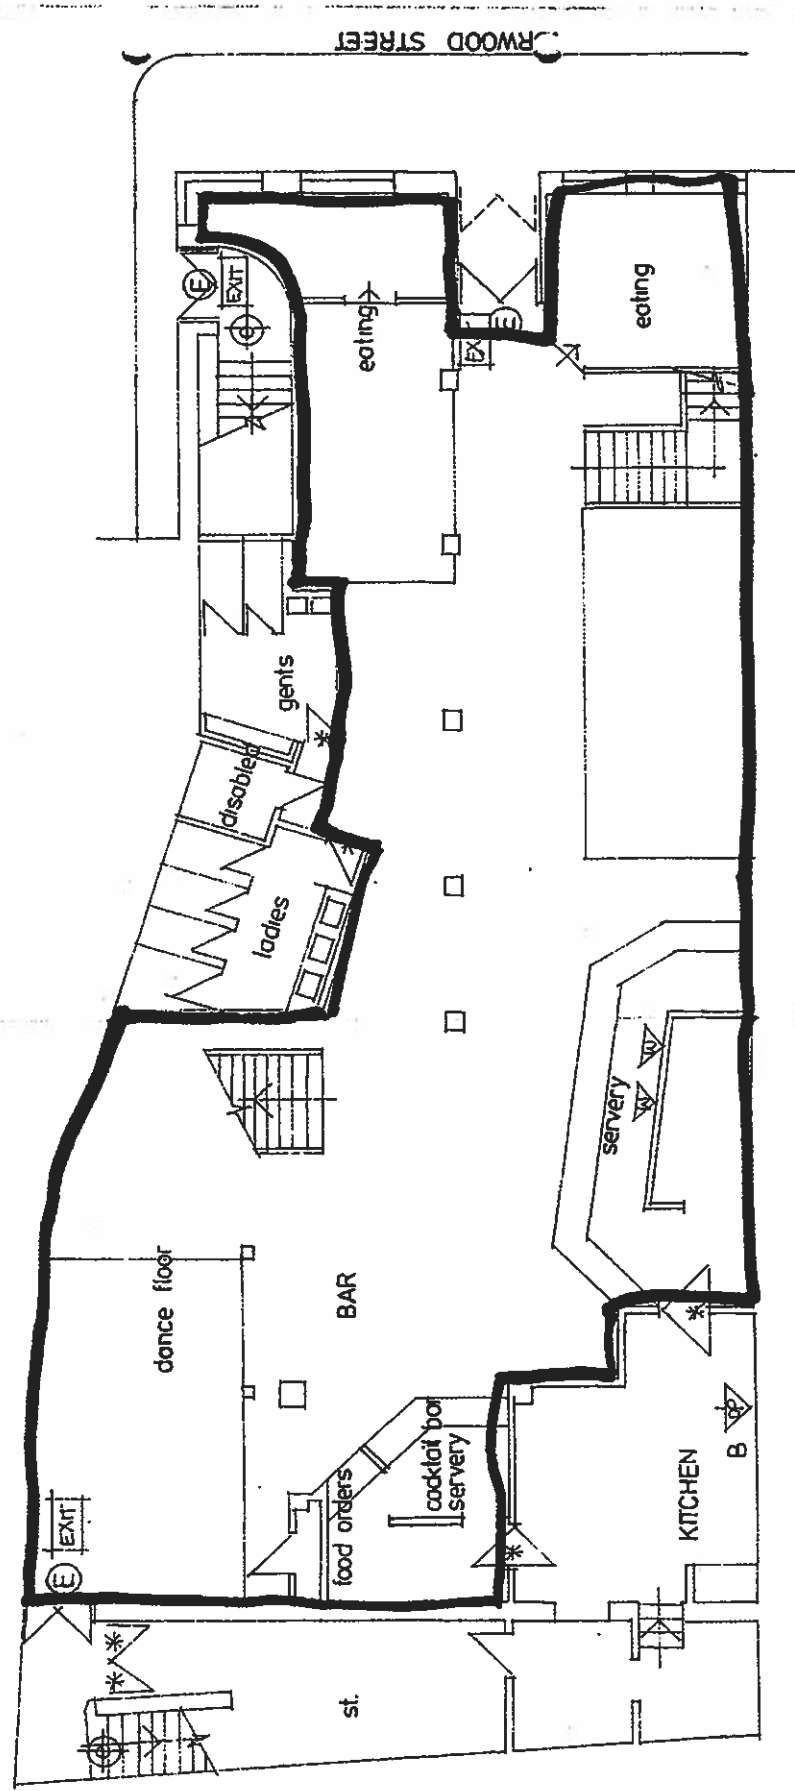 RWOOD STREET
E
EXIT
C
eating
EXIT
E
eating
gents
*
disabled
*
ladies
W
W
servery
dance floor
BAR
*
EXIT
E
food orders
cocktail bar
servery
*
KITCHEN
B
*
*
st.
C